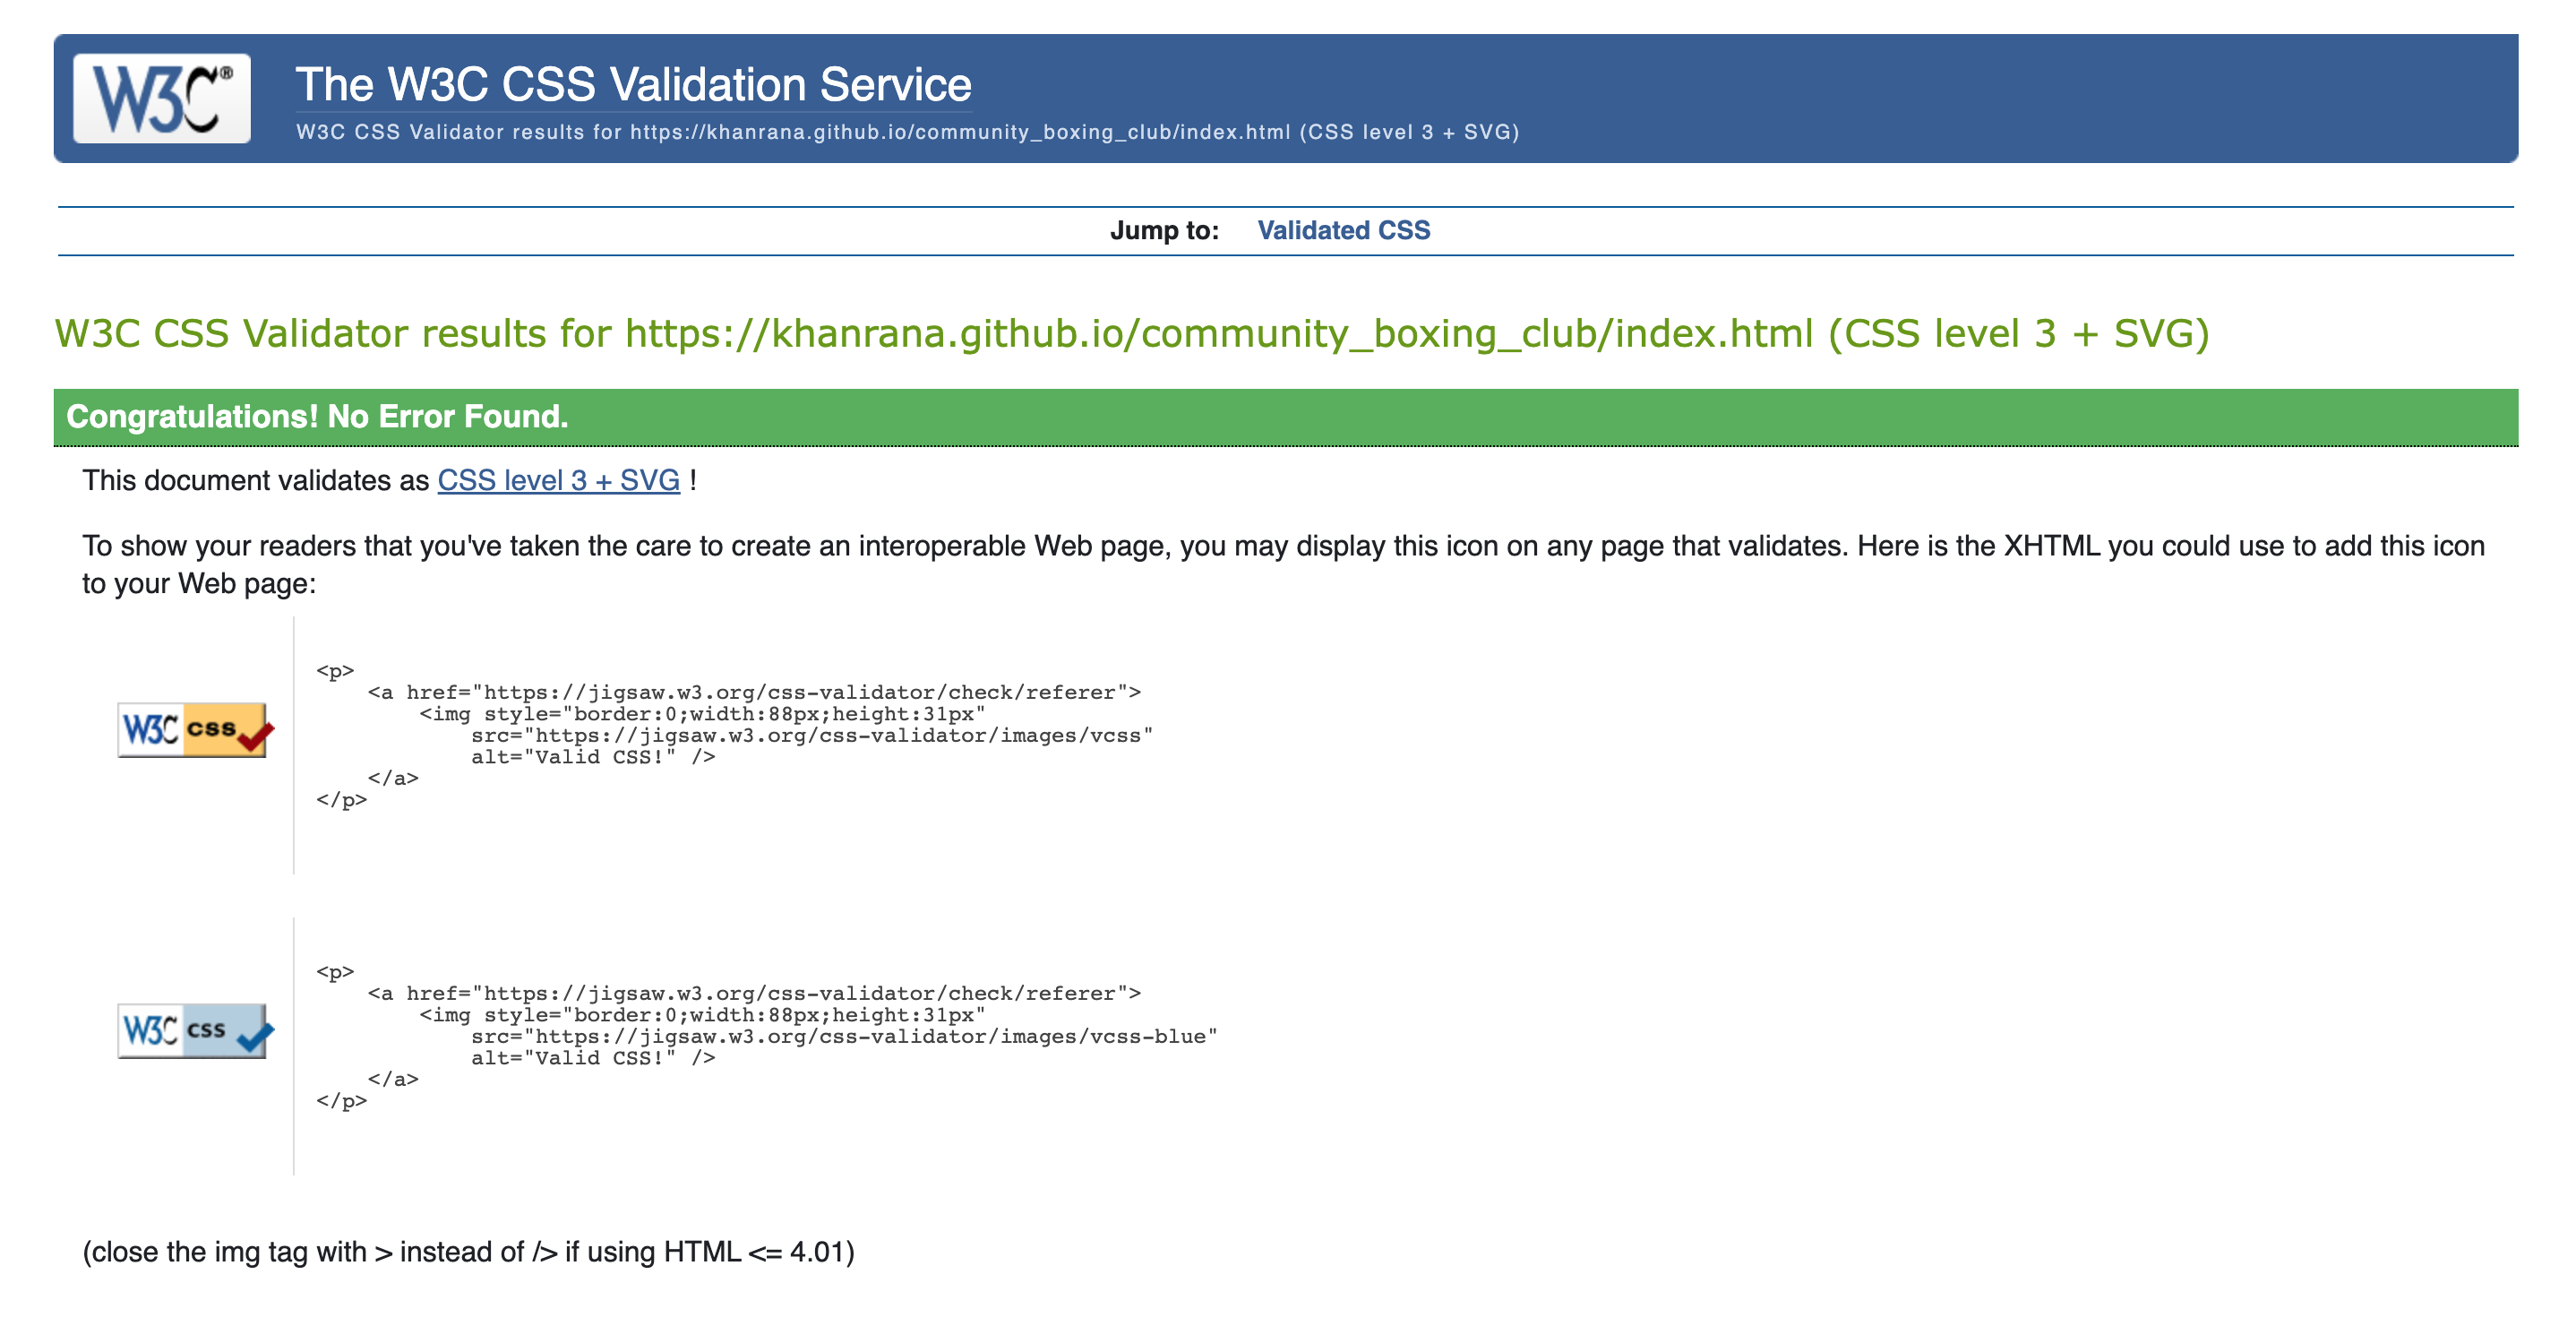 W3C®
The W3C CSS Validation Service
W3C CSS Validator results for https://khanrana.github.io/community_boxing_club/index.html (CSS level 3 + SVG)
Jump to: Validated CSS
W3C CSS Validator results for https://khanrana.github.io/community_boxing_club/index.html (CSS level 3 + SVG)
Congratulations! No Error Found.
This document validates as CSS level 3 + SVG !
To show your readers that you've taken the care to create an interoperable Web page, you may display this icon on any page that validates. Here is the XHTML you could use to add this icon
to your Web page:
W3C css
<p>
    <a href="https://jigsaw.w3.org/css-validator/check/referer">
        <img style="border:0;width:88px;height:31px"
            src="https://jigsaw.w3.org/css-validator/images/vcss"
            alt="Valid CSS!" />
    </a>
</p>
W3C css
<p>
    <a href="https://jigsaw.w3.org/css-validator/check/referer">
        <img style="border:0;width:88px;height:31px"
            src="https://jigsaw.w3.org/css-validator/images/vcss-blue"
            alt="Valid CSS!" />
    </a>
</p>
(close the img tag with > instead of /> if using HTML <= 4.01)